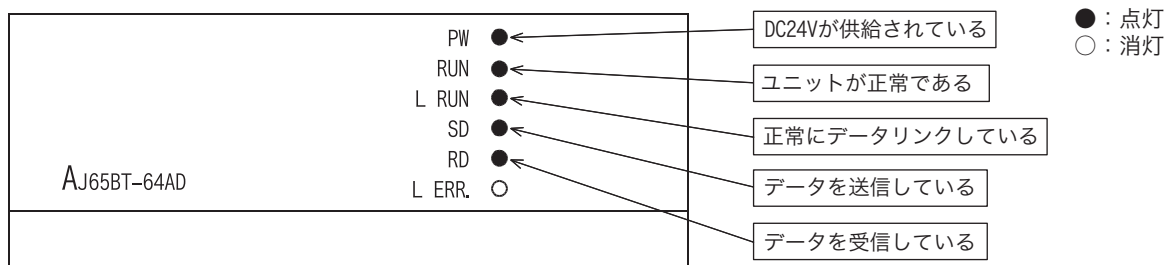 PW
RUN
L RUN
SD
RD
L ERR.
AJ65BT-64AD
DC24Vが供給されている
ユニットが正常である
正常にデータリンクしている
データを送信している
データを受信している
●：点灯
○：消灯